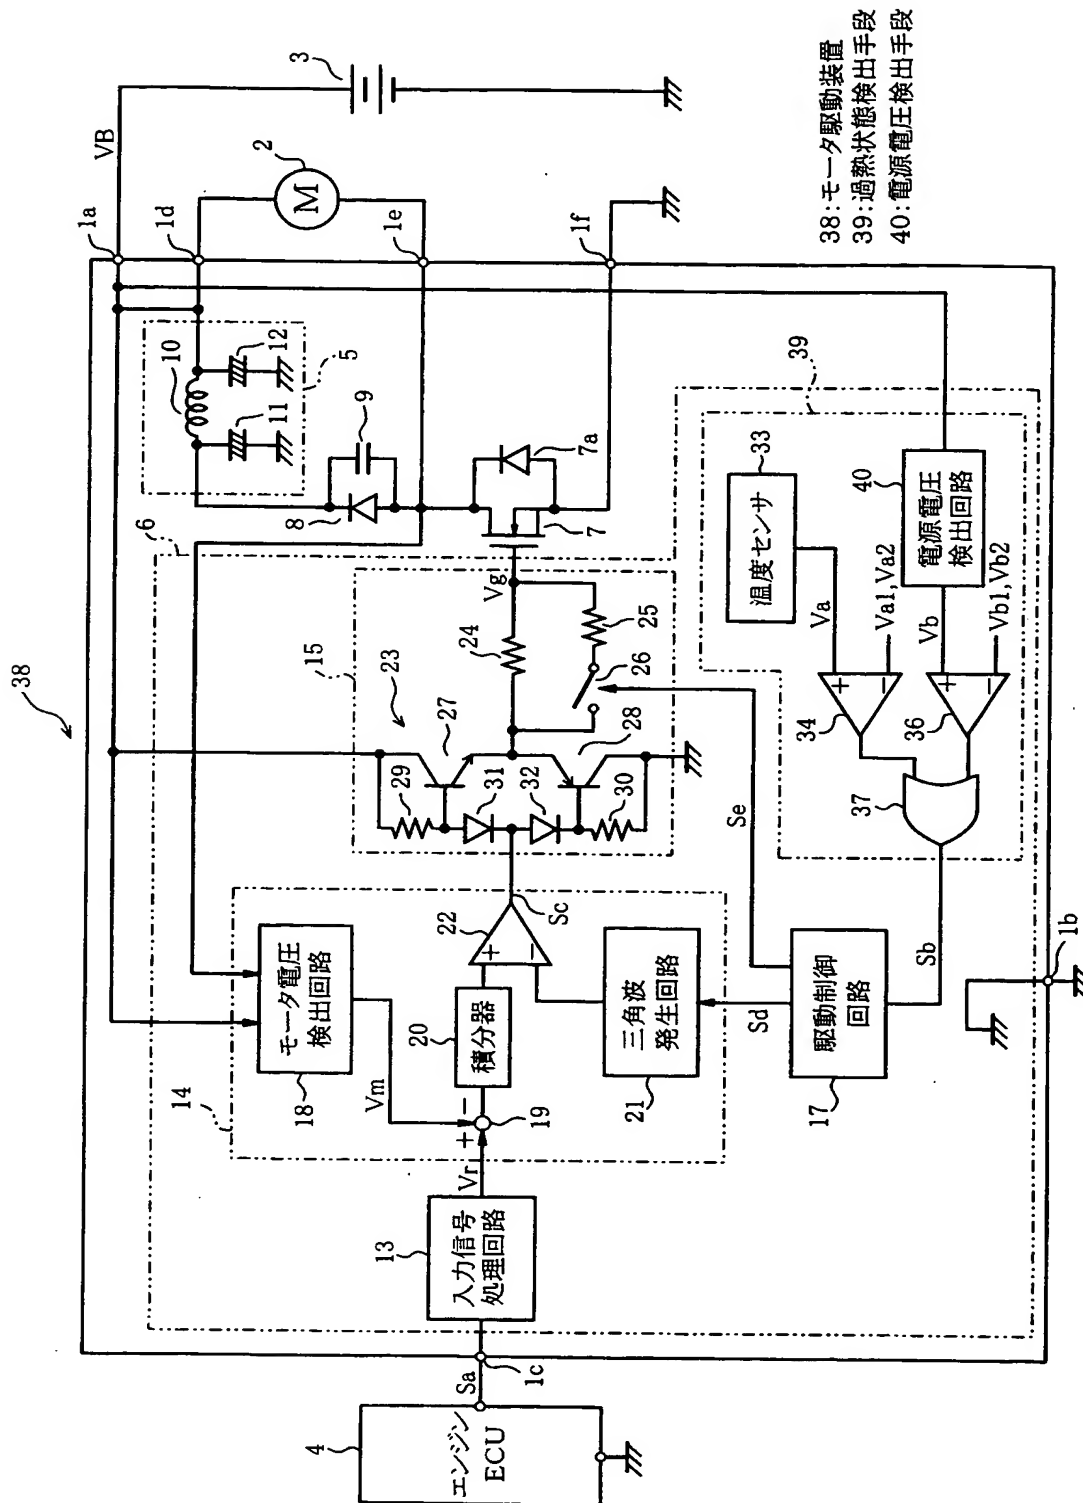 38
1a
VB
1d
1e
1f
3
2
M
6
10
12
11
5
8
9
7a
7
39
15
23
27
29
31
32
30
28
24
25
26
Vg
33
温度センサ
Va
Va1,Va2
40
電源電圧
検出回路
Vb
Vb1,Vb2
34
+
−
36
+
−
37
Se
14
モータ電圧
検出回路
18
Vm
20
積分器
+
−
19
22
+
−
Sc
三角波
発生回路
21
Sd
駆動制御
回路
17
Sb
1b
13
入力信号
処理回路
Vr
Sa
1c
4
エンジン
ECU
38:モータ駆動装置
39:過熱状態検出手段
40:電源電圧検出手段